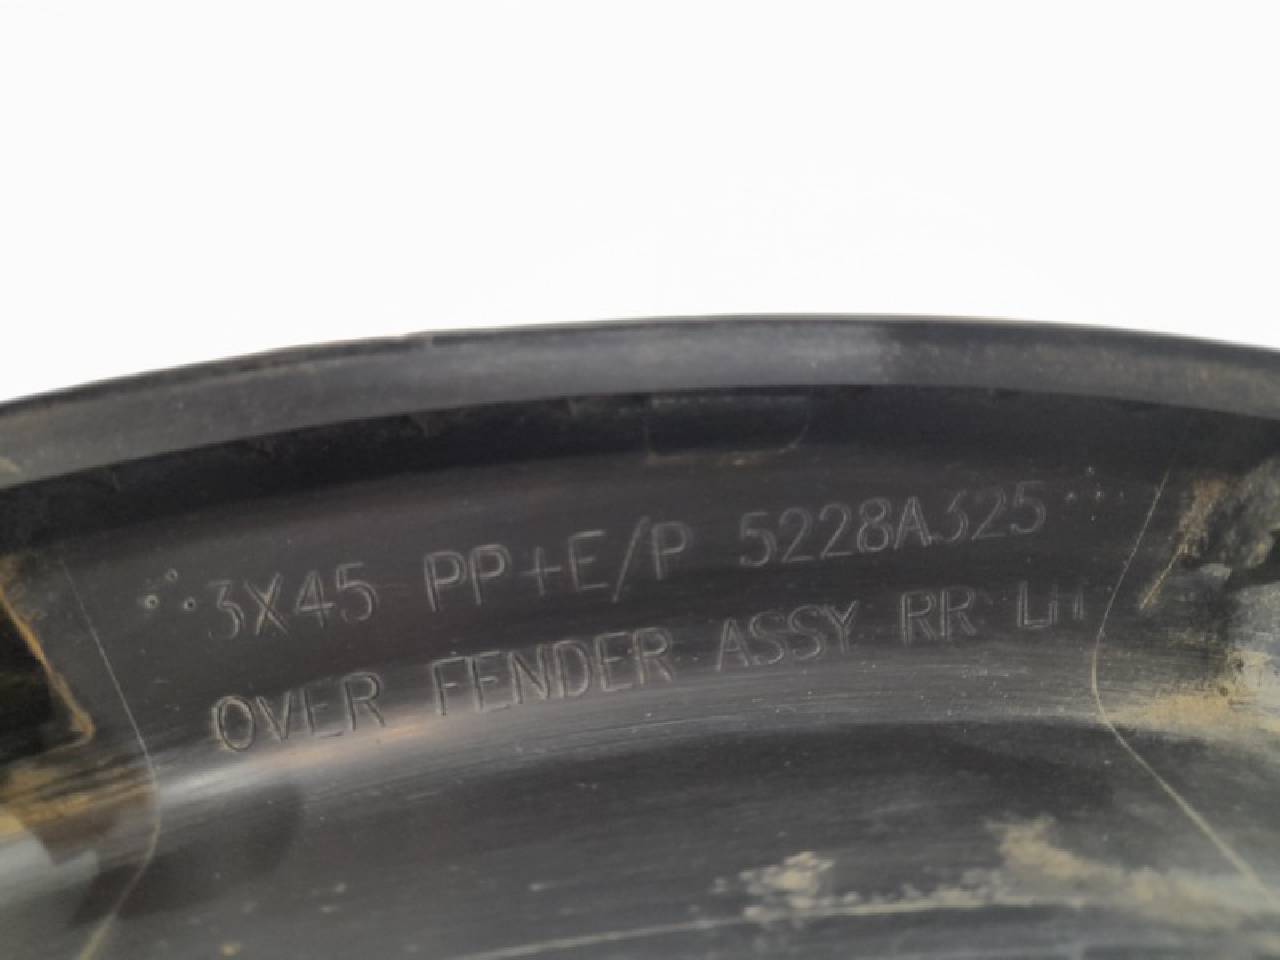 3X45 PP+E/P 5228A325
OVER FENDER ASSY RR LH